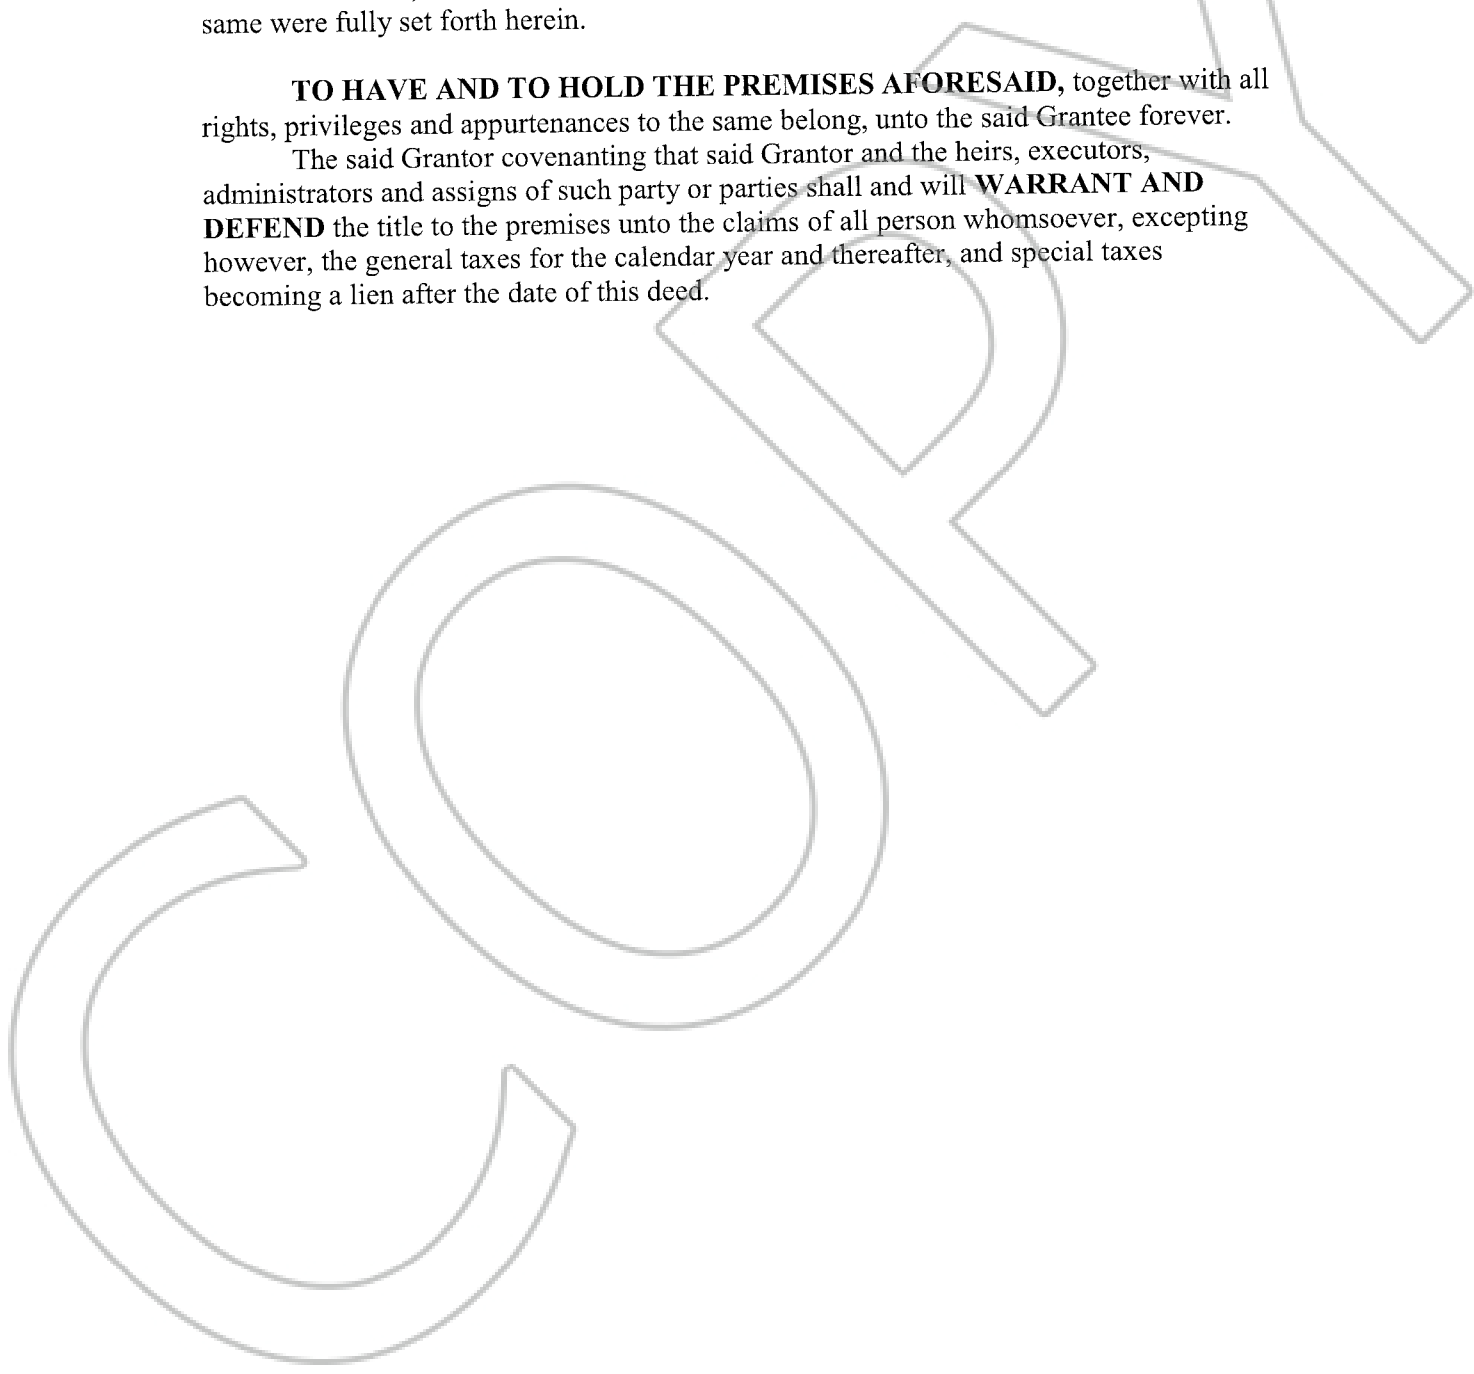 same were fully set forth herein.
TO HAVE AND TO HOLD THE PREMISES AFORESAID, together with all
rights, privileges and appurtenances to the same belong, unto the said Grantee forever.
The said Grantor covenanting that said Grantor and the heirs, executors,
administrators and assigns of such party or parties shall and will WARRANT AND
DEFEND the title to the premises unto the claims of all person whomsoever, excepting
however, the general taxes for the calendar year and thereafter, and special taxes
becoming a lien after the date of this deed.
COPY